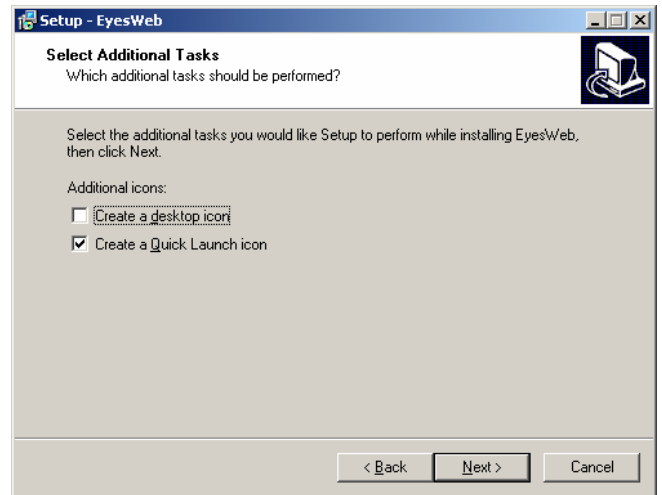 Setup - EyesWeb
Select Additional Tasks
Which additional tasks should be performed?
Select the additional tasks you would like Setup to perform while installing EyesWeb,
then click Next.
Additional icons:
Create a desktop icon
Create a Quick Launch icon
< Back
Next >
Cancel